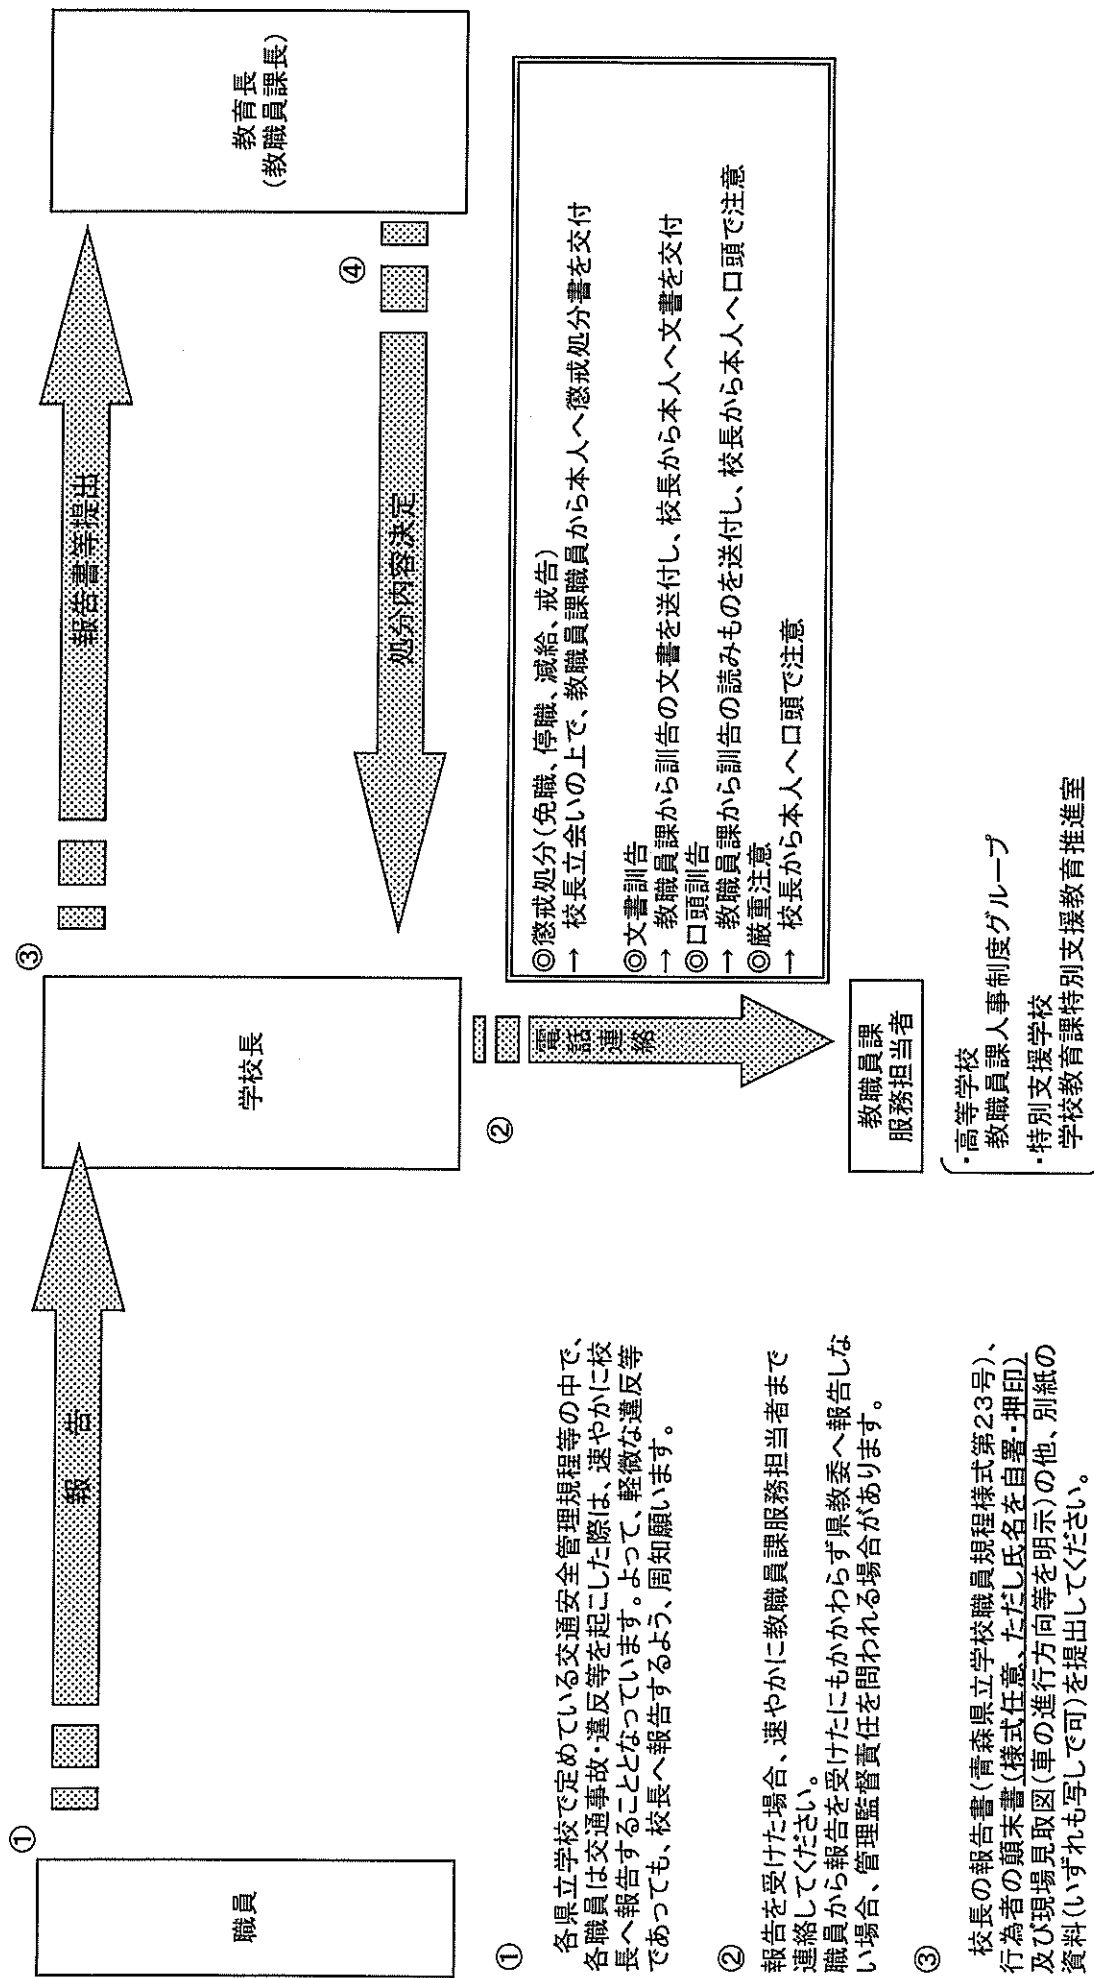 ①
職員
報　告
学校長
③
報告書等提出
教育長
（教職員課長）
④
処分内容決定
②
電話連絡
教職員課
服務担当者
・高等学校
教職員課人事制度グループ
・特別支援学校
学校教育課特別支援教育推進室
◎懲戒処分（免職、停職、減給、戒告）
→ 校長立会いの上で、教職員課職員から本人へ懲戒処分書を交付
◎文書訓告
→ 教職員課から訓告の文書を送付し、校長から本人へ文書を交付
◎口頭訓告
→ 教職員課から訓告の読みものを送付し、校長から本人へ口頭で注意
◎厳重注意
→ 校長から本人へ口頭で注意
①
各県立学校で定めている交通安全管理規程等の中で、
各職員は交通事故・違反等を起こした際は、速やかに校
長へ報告することとなっています。よって、軽微な違反等
であっても、校長へ報告するよう、周知願います。
②
報告を受けた場合、速やかに教職員課服務担当者まで
連絡してください。
職員から報告を受けたにもかかわらず県教委へ報告しな
い場合、管理監督責任を問われる場合があります。
③
校長の報告書（青森県立学校職員規程様式第２３号）、
行為者の顛末書（様式任意、ただし氏名を自署・押印）
及び現場見取図（車の進行方向等を明示）の他、別紙の
資料（いずれも写しで可）を提出してください。